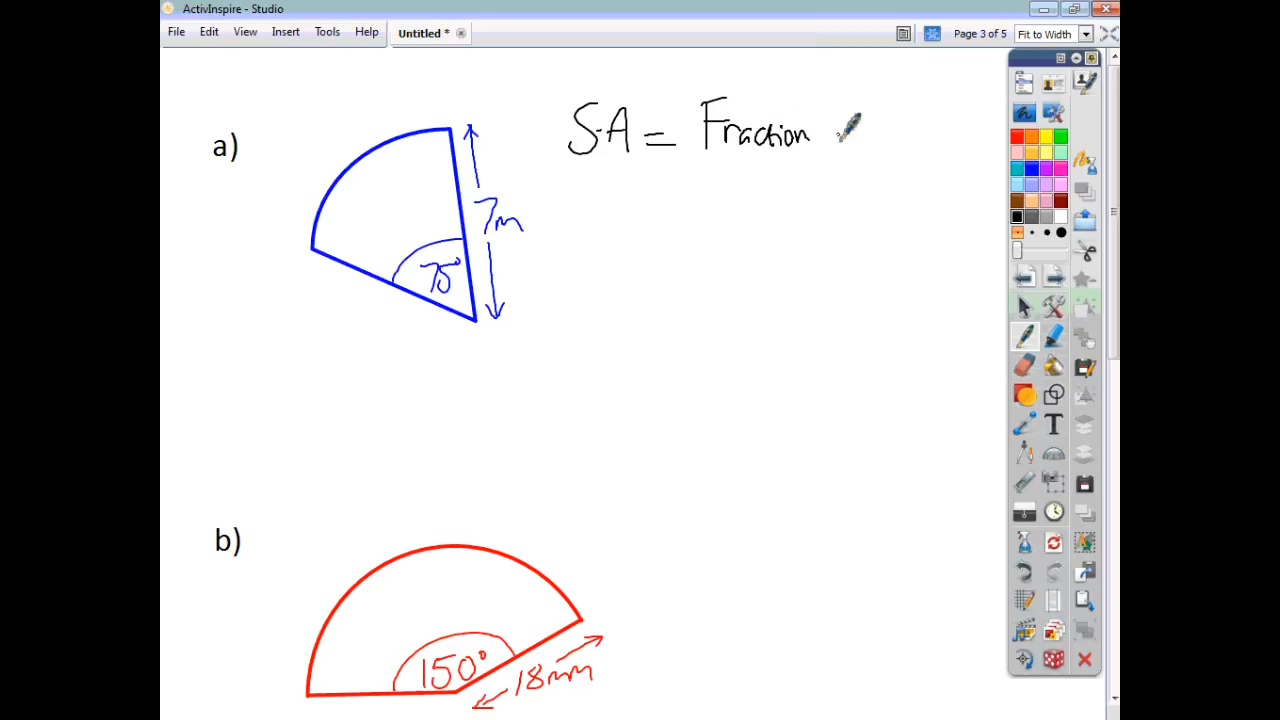 ActivInspire - Studio
File Edit View Insert Tools Help
Untitled *
Page 3 of 5
Fit to Width
a)
S.A = Fraction
7m
75°
b)
150°
18mm